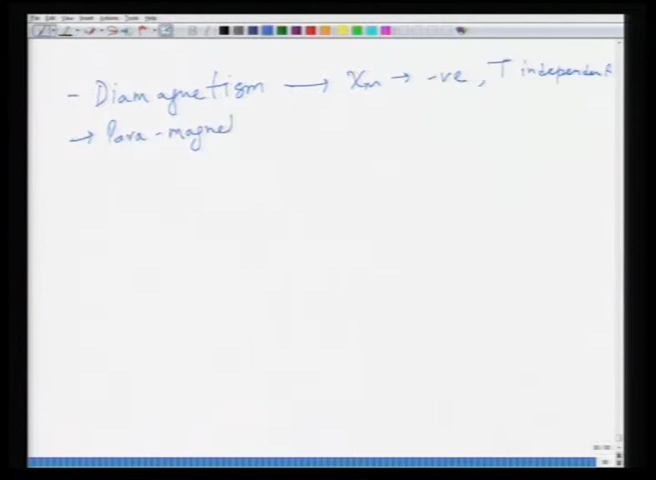 - Diamagnetism → χm → -ve, T independent
→ Para-magnet